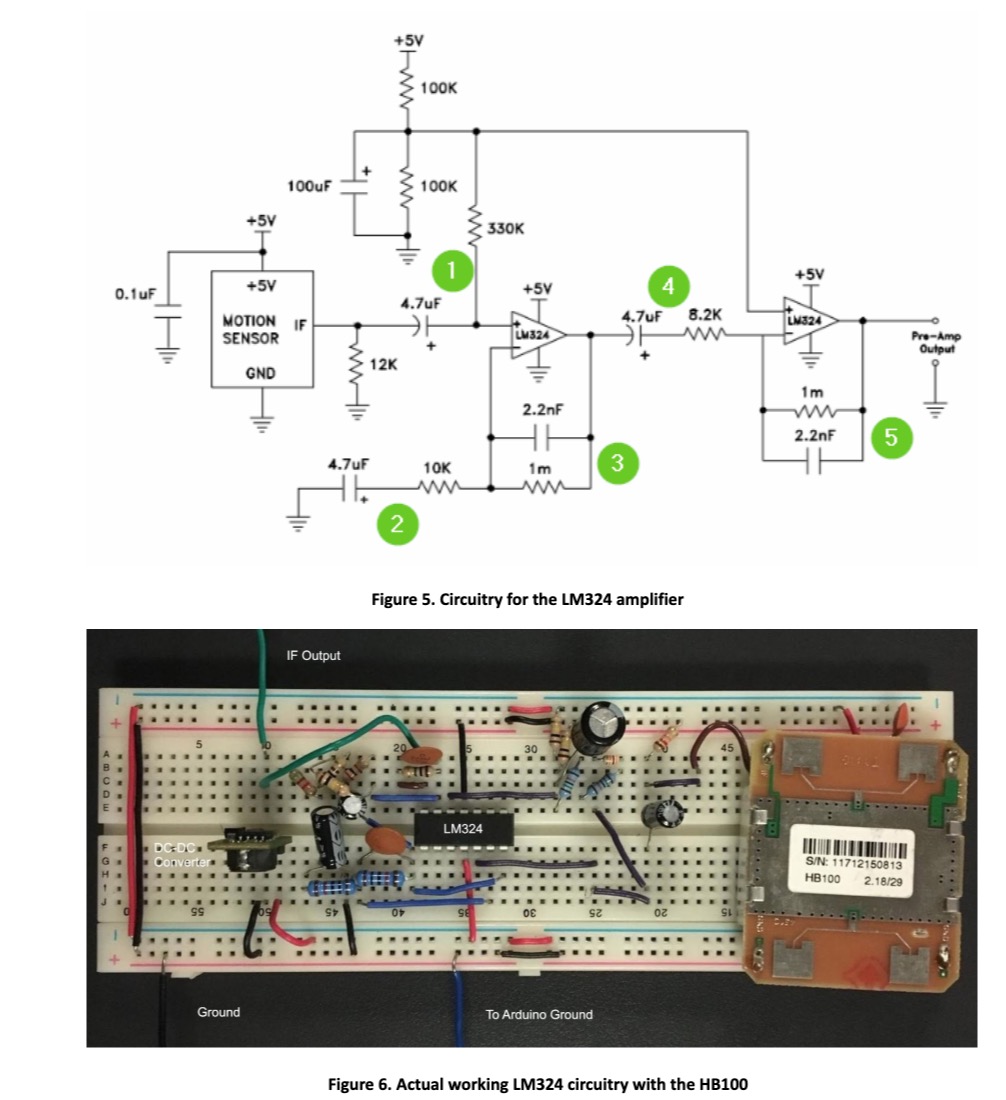 +5V
100K
100uF
+
100K
330K
+5V
1
0.1uF
+5V
MOTION
SENSOR
IF
GND
4.7uF
+
12K
+5V
+
LM324
-
4
4.7uF
+
8.2K
+5V
+
LM324
-
Pre-Amp
Output
2.2nF
1m
3
1m
2.2nF
5
4.7uF
+
10K
2
Figure 5. Circuitry for the LM324 amplifier
IF Output
5
10
20
25
30
45
A
B
C
D
E
LM324
DC-DC
Converter
F
G
H
I
J
S/N: 11712150813
HB100
2.18/29
0
55
50
45
40
35
30
25
20
15
Ground
To Arduino Ground
Figure 6. Actual working LM324 circuitry with the HB100